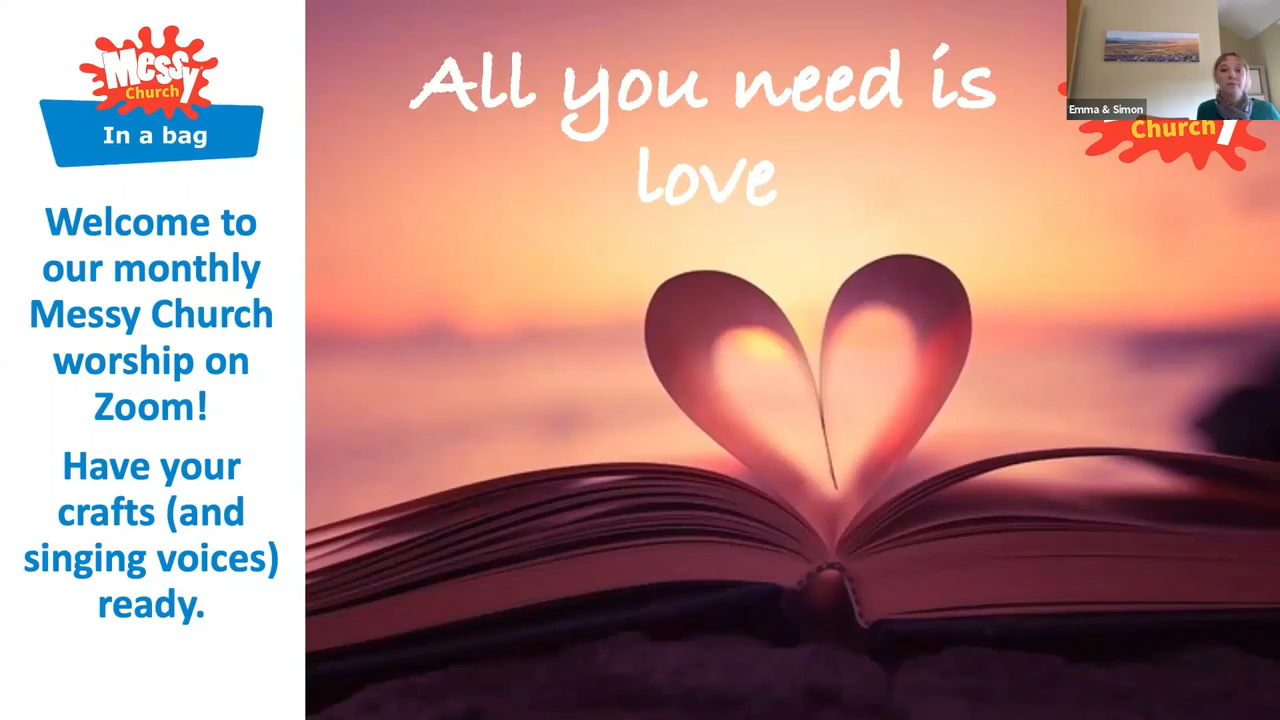 Messy
Church
In a bag
Welcome to
our monthly
Messy Church
worship on
Zoom!
Have your
crafts (and
singing voices)
ready.
All you need is
love
Emma & Simon
Church